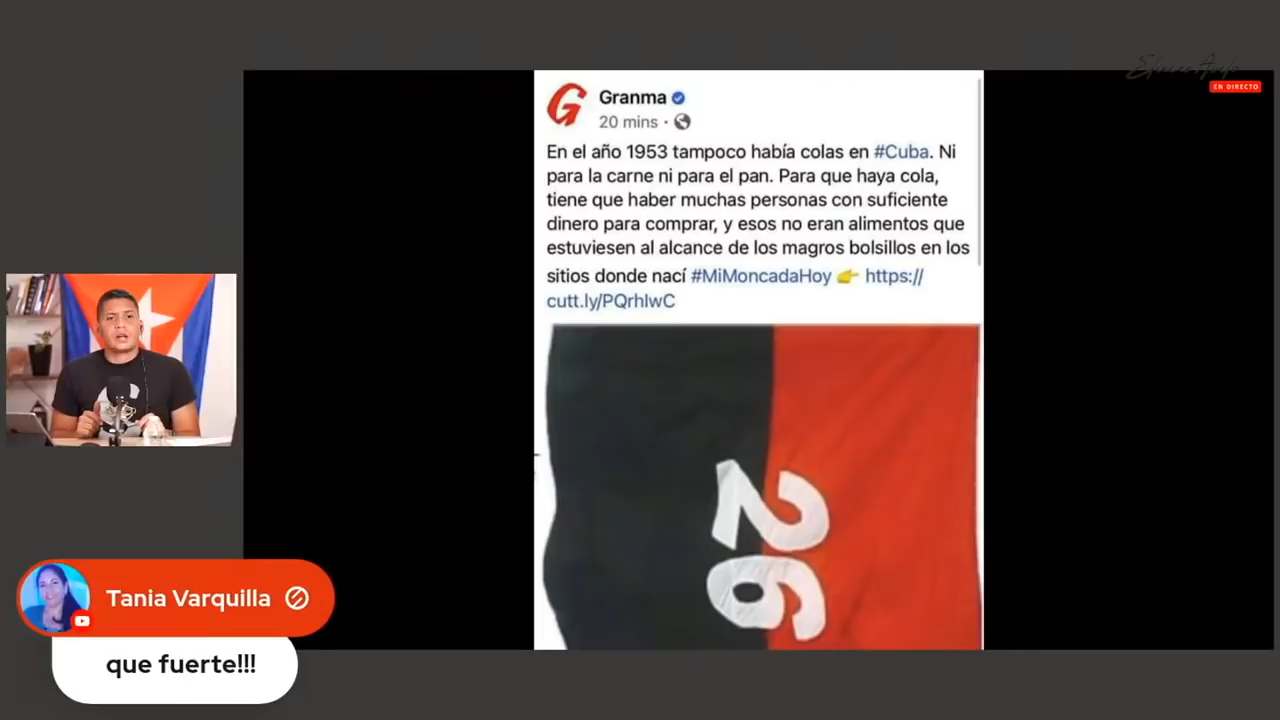 EN DIRECTO
Granma
20 mins ·
En el año 1953 tampoco había colas en #Cuba. Ni
para la carne ni para el pan. Para que haya cola,
tiene que haber muchas personas con suficiente
dinero para comprar, y esos no eran alimentos que
estuviesen al alcance de los magros bolsillos en los
sitios donde nací #MiMoncadaHoy 👉 https://
cutt.ly/PQrhlwC
26
Tania Varquilla
que fuerte!!!